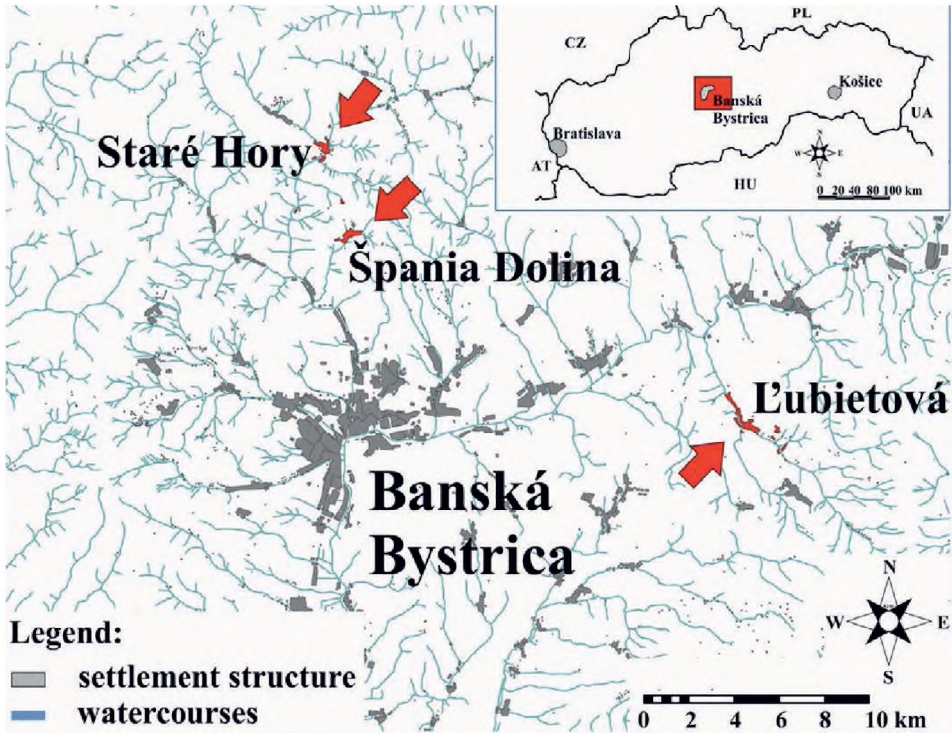 PL
CZ
Košice
Banská
Bystrica
UA
Bratislava
AT
HU
N
W E
S
0 20 40 80 100 km
Staré Hory
Špania Dolina
Ľubietová
Banská
Bystrica
N
W E
S
Legend:
settlement structure
watercourses
0 2 4 6 8 10 km